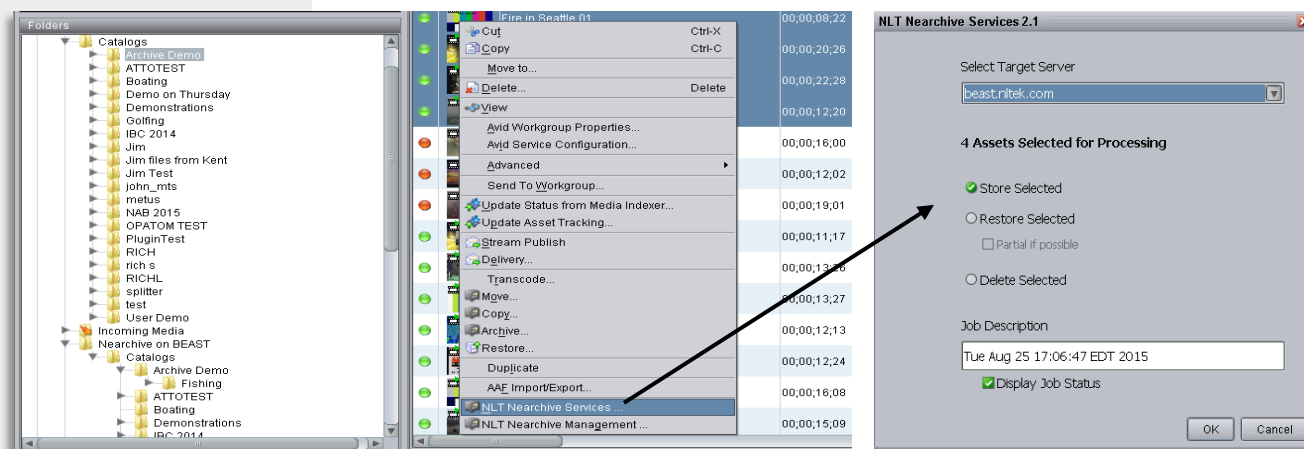 Folders
Catalogs
Archive Demo
ATTOTEST
Boating
Demo on Thursday
Demonstrations
Golfing
IBC 2014
Jim
Jim files from Kent
Jim Test
john_mts
metus
NAB 2015
OPATOM TEST
PluginTest
RICH
rich s
RICHL
splitter
test
User Demo
Incoming Media
Nearchive on BEAST
Catalogs
Archive Demo
Fishing
ATTOTEST
Boating
Demonstrations
IBC 2014
Fire in Seattle 01
Cut Ctrl-X
Copy Ctrl-C
Move to...
Delete... Delete
View
Avid Workgroup Properties...
Avid Service Configuration...
Advanced
Send To Workgroup...
Update Status from Media Indexer...
Update Asset Tracking...
Stream Publish
Delivery...
Transcode...
Move...
Copy...
Archive...
Restore...
Duplicate
AAF Import/Export...
NLT Nearchive Services ...
NLT Nearchive Management ...
00;00;08;22
00;00;20;26
00;00;22;28
00;00;12;20
00;00;16;00
00;00;12;02
00;00;19;01
00;00;11;17
00;00;13;26
00;00;13;27
00;00;12;13
00;00;12;24
00;00;16;08
00;00;15;09
NLT Nearchive Services 2.1
Select Target Server
beast.nltek.com
4 Assets Selected for Processing
Store Selected
Restore Selected
Partial if possible
Delete Selected
Job Description
Tue Aug 25 17:06:47 EDT 2015
Display Job Status
OK Cancel